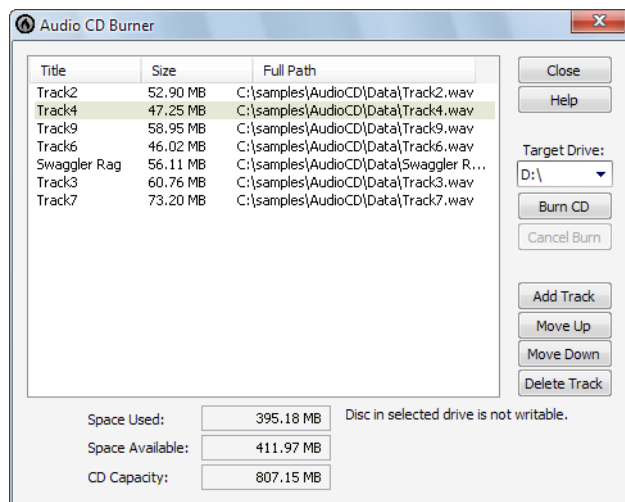 Audio CD Burner
Title Size Full Path
Track2 52.90 MB C:\samples\AudioCD\Data\Track2.wav
Track4 47.25 MB C:\samples\AudioCD\Data\Track4.wav
Track9 58.95 MB C:\samples\AudioCD\Data\Track9.wav
Track6 46.02 MB C:\samples\AudioCD\Data\Track6.wav
Swaggler Rag 56.11 MB C:\samples\AudioCD\Data\Swaggler R...
Track3 60.76 MB C:\samples\AudioCD\Data\Track3.wav
Track7 73.20 MB C:\samples\AudioCD\Data\Track7.wav
Close
Help
Target Drive:
D:\
Burn CD
Cancel Burn
Add Track
Move Up
Move Down
Delete Track
Space Used: 395.18 MB Disc in selected drive is not writable.
Space Available: 411.97 MB
CD Capacity: 807.15 MB